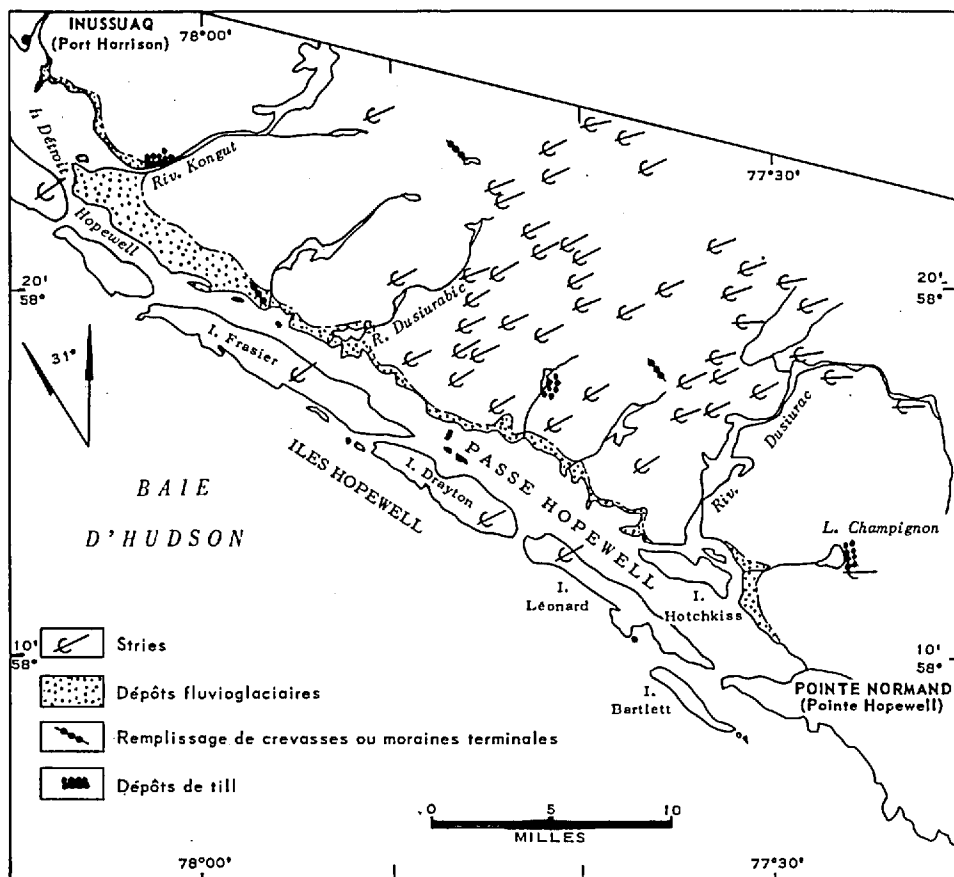 INUSSUAQ
(Port Harrison)
78°00'
77°30'
h Détroit
Hopewell
Riv. Kongut
20'
58°
20'
58°
R. Dusiurabic
I. Frasier
31°
Dusiurac
Riv.
PASSE HOPEWELL
I. Drayton
ILES HOPEWELL
BAIE
D'HUDSON
L. Champignon
I.
Léonard
I.
Hotchkiss
10'
58°
10'
58°
I.
Bartlett
POINTE NORMAND
(Pointe Hopewell)
Stries
Dépôts fluvioglaciaires
Remplissage de crevasses ou moraines terminales
Dépôts de till
0 5 10
MILLES
78°00'
77°30'